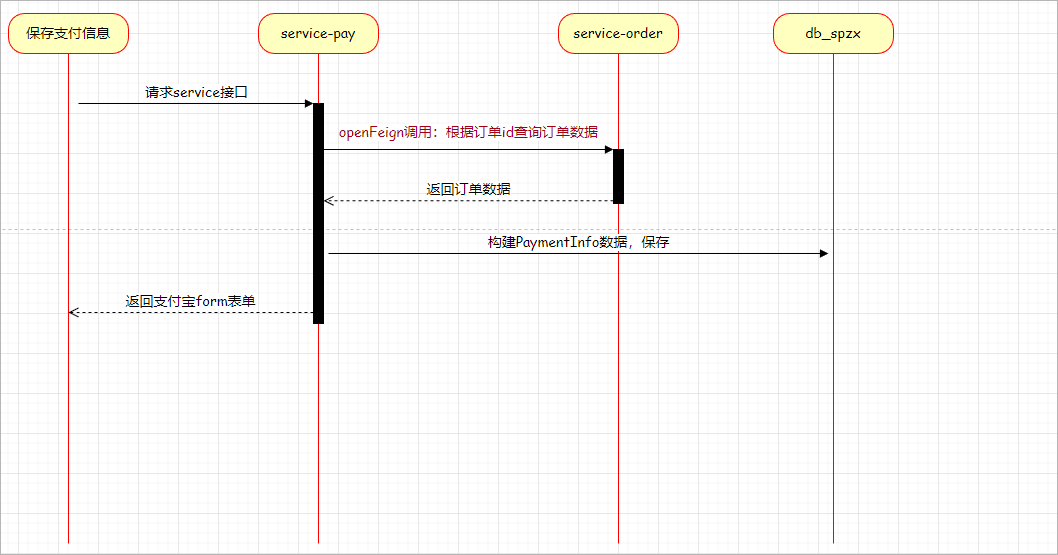 保存支付信息
service-pay
service-order
db_spzx
请求service接口
openFeign调用：根据订单id查询订单数据
返回订单数据
构建PaymentInfo数据，保存
返回支付宝form表单